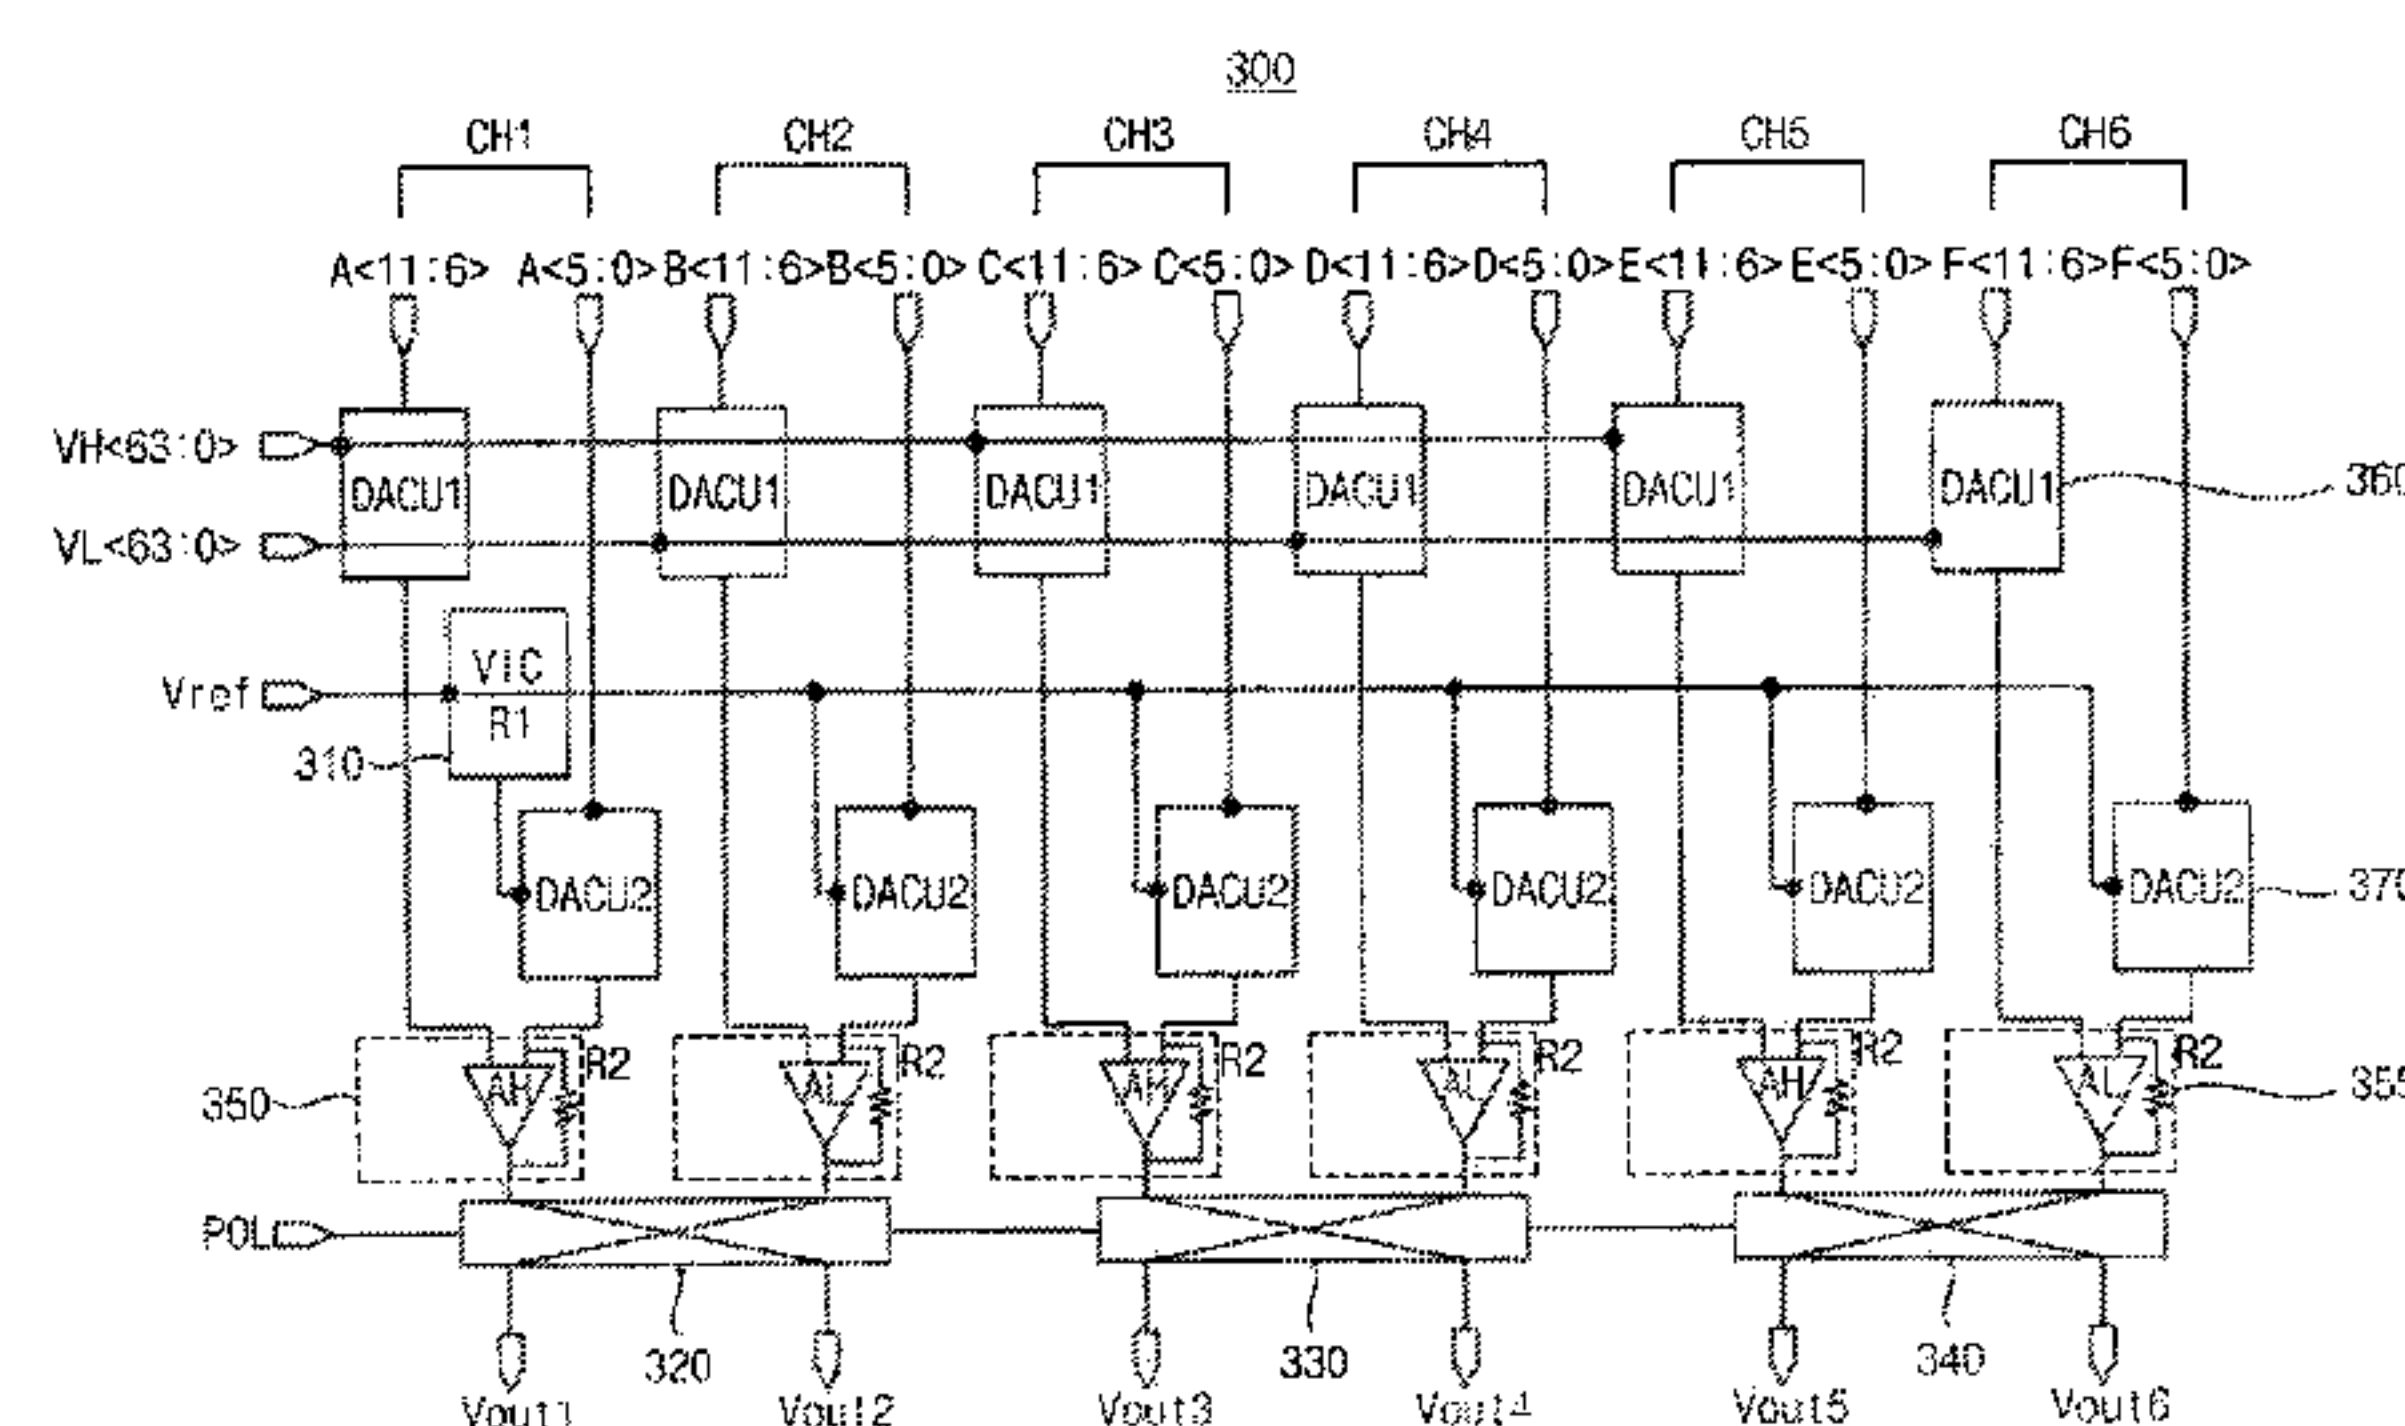 300
CH1 CH2 CH3 CH4 CH5 CH6
A<11:6> A<5:0> B<11:6> B<5:0> C<11:6> C<5:0> D<11:6> D<5:0> E<11:6> E<5:0> F<11:6> F<5:0>
VH<63:0>
DACU1 DACU1 DACU1 DACU1 DACU1 DACU1 360
VL<63:0>
VIC
Vref
R1
310
DACU2 DACU2 DACU2 DACU2 DACU2 DACU2 370
R2 R2 R2 R2 R2 R2
350 AH AL AH AL AH AL 355
POL
320 330 340
Vout1 Vout2 Vout3 Vout4 Vout5 Vout6